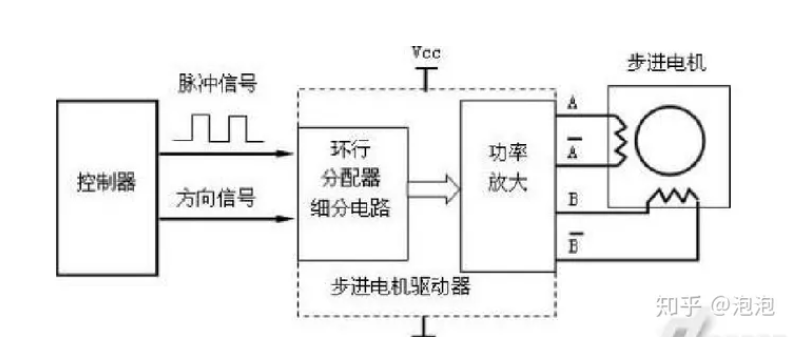 Vcc
步进电机
脉冲信号
控制器
方向信号
环行
分配器
细分电路
功率
放大
A
A̅
B
B̅
步进电机驱动器
知乎 @泡泡